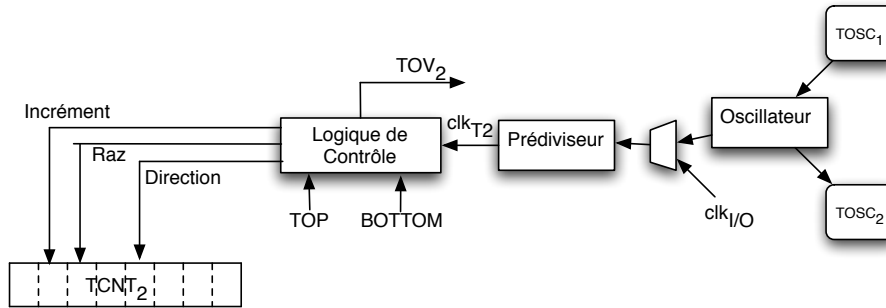 TOSC1
TOV2
Incrément
Oscillateur
clkT2
Logique de
Contrôle
Prédiviseur
Raz
Direction
TOP
BOTTOM
clkI/O
TOSC2
TCNT2